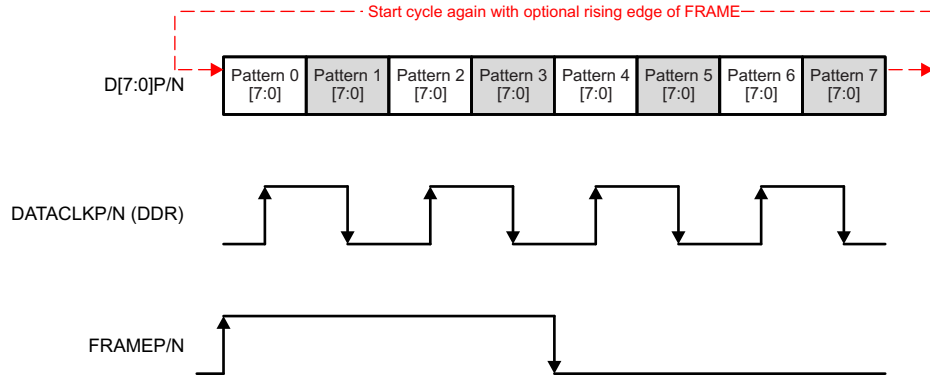 Start cycle again with optional rising edge of FRAME
D[7:0]P/N
Pattern 0
[7:0]
Pattern 1
[7:0]
Pattern 2
[7:0]
Pattern 3
[7:0]
Pattern 4
[7:0]
Pattern 5
[7:0]
Pattern 6
[7:0]
Pattern 7
[7:0]
DATACLKP/N (DDR)
FRAMEP/N